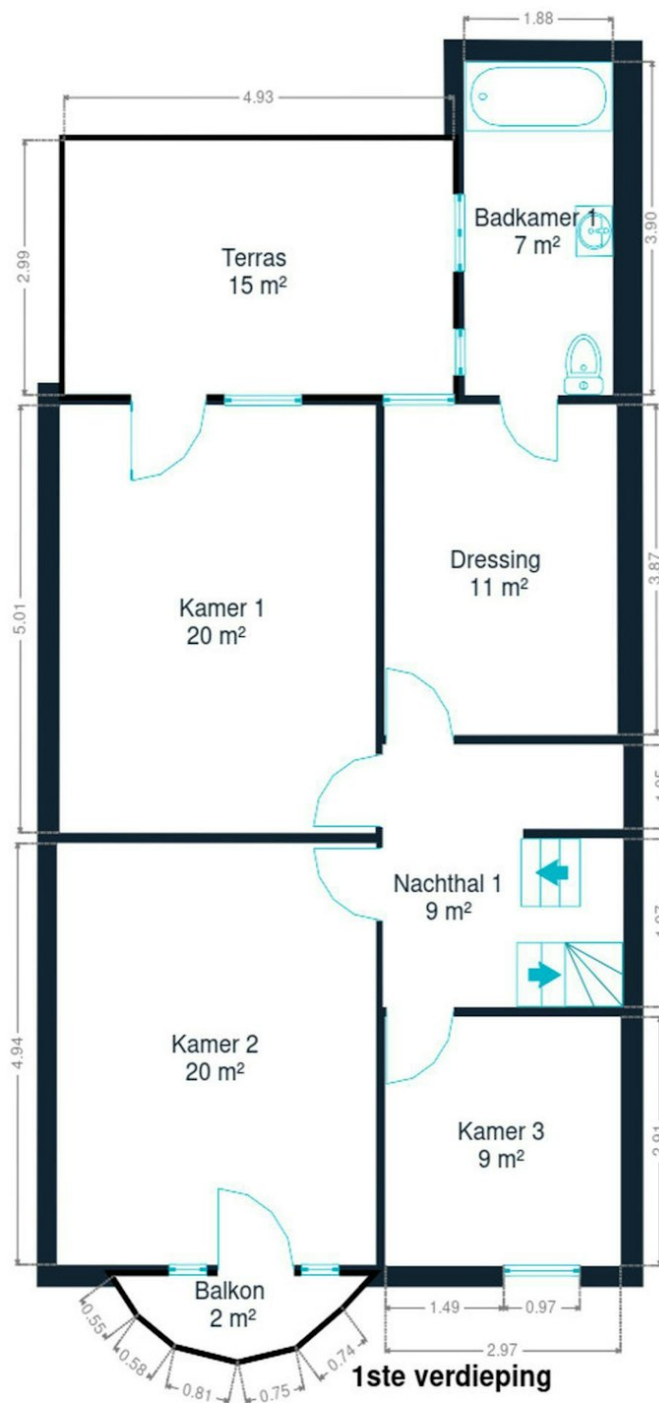 1.88
4.93
Badkamer 1
7 m²
3.90
Terras
15 m²
2.99
Dressing
11 m²
3.87
Kamer 1
20 m²
5.01
Nachthal 1
9 m²
Kamer 2
20 m²
4.94
Kamer 3
9 m²
Balkon
2 m²
0.55
0.58
0.81
0.75
0.74
1.49
0.97
2.97
1ste verdieping